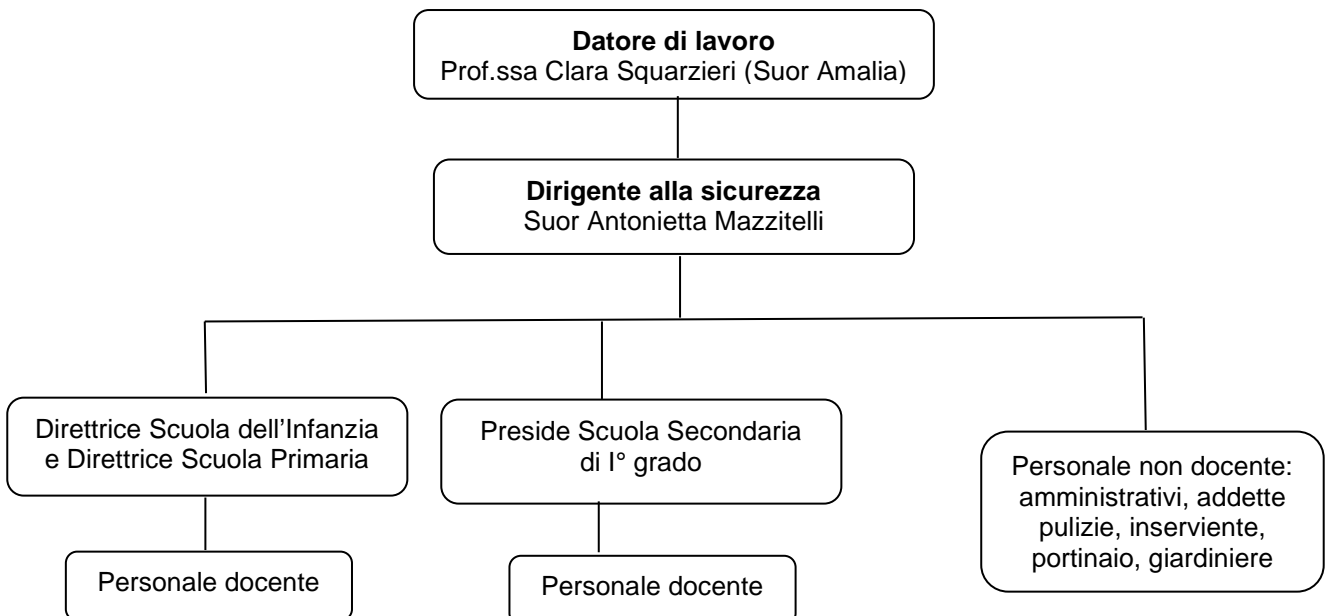 Datore di lavoro
Prof.ssa Clara Squarzieri (Suor Amalia)
Dirigente alla sicurezza
Suor Antonietta Mazzitelli
Direttrice Scuola dell’Infanzia
e Direttrice Scuola Primaria
Preside Scuola Secondaria
di I° grado
Personale non docente:
amministrativi, addette
pulizie, inserviente,
portinaio, giardiniere
Personale docente
Personale docente